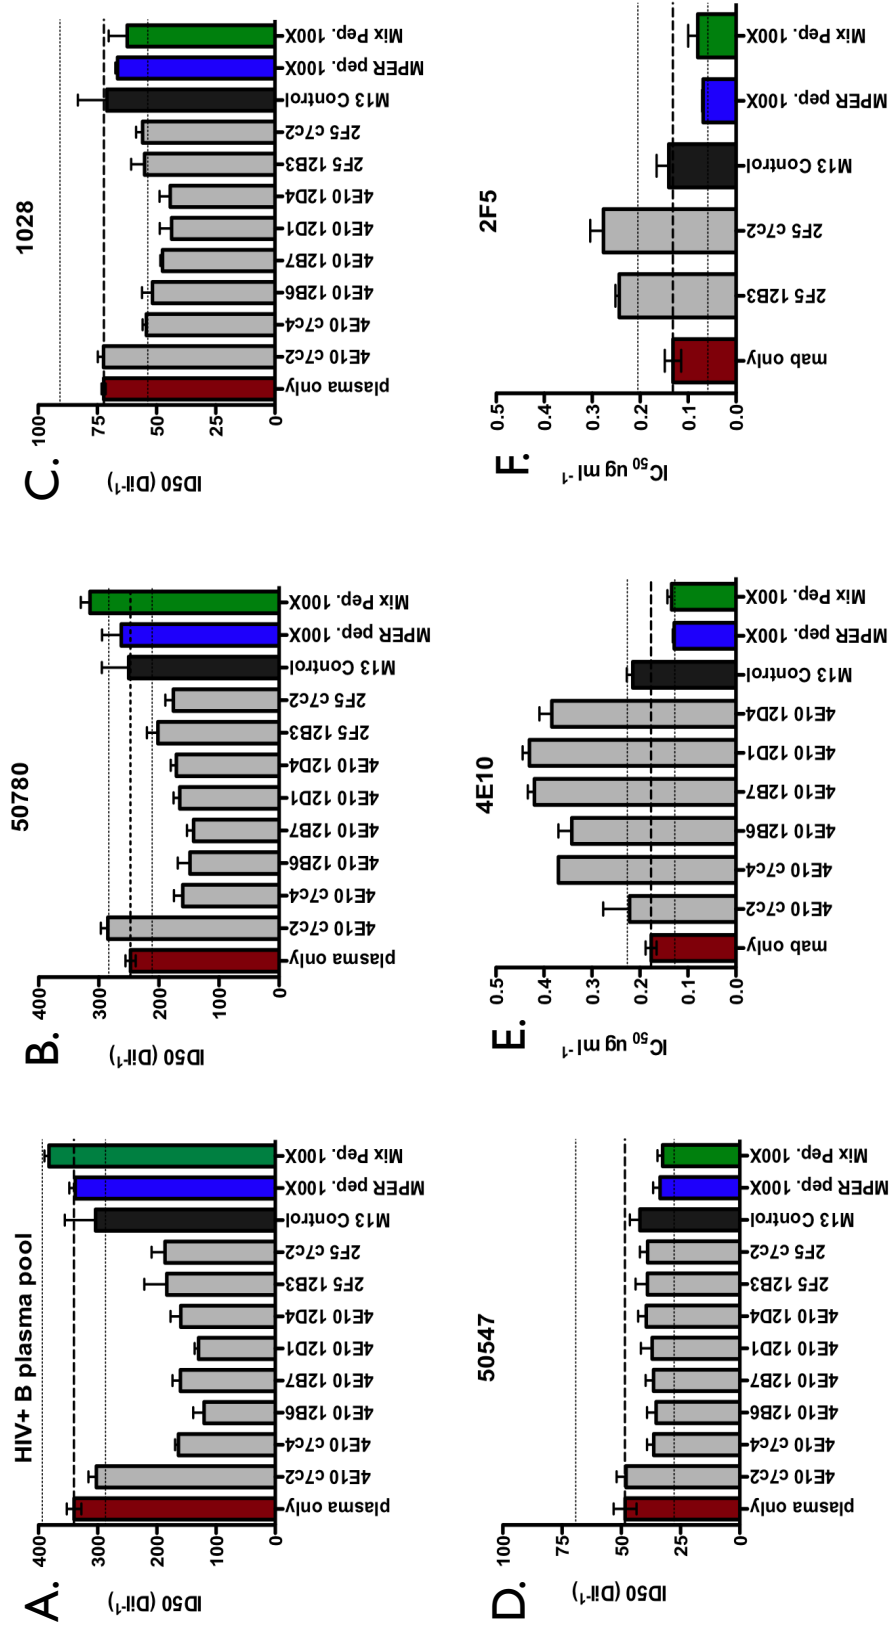 A.
HIV+ B plasma pool
ID50 (Dil-1)
400
300
200
100
0
plasma only
4E10 c7c2
4E10 c7c4
4E10 12B6
4E10 12B7
4E10 12D1
4E10 12D4
2F5 12B3
2F5 c7c2
M13 Control
MPER pep. 100X
Mix Pep. 100X
B.
50780
ID50 (Dil-1)
400
300
200
100
0
plasma only
4E10 c7c2
4E10 c7c4
4E10 12B6
4E10 12B7
4E10 12D1
4E10 12D4
2F5 12B3
2F5 c7c2
M13 Control
MPER pep. 100X
Mix Pep. 100X
C.
1028
ID50 (Dil-1)
100
75
50
25
0
plasma only
4E10 c7c2
4E10 c7c4
4E10 12B6
4E10 12B7
4E10 12D1
4E10 12D4
2F5 12B3
2F5 c7c2
M13 Control
MPER pep. 100X
Mix Pep. 100X
D.
50547
ID50 (Dil-1)
100
75
50
25
0
plasma only
4E10 c7c2
4E10 c7c4
4E10 12B6
4E10 12B7
4E10 12D1
4E10 12D4
2F5 12B3
2F5 c7c2
M13 Control
MPER pep. 100X
Mix Pep. 100X
E.
4E10
IC50 ug ml-1
0.5
0.4
0.3
0.2
0.1
0.0
mab only
4E10 c7c2
4E10 c7c4
4E10 12B6
4E10 12B7
4E10 12D1
4E10 12D4
M13 Control
MPER pep. 100X
Mix Pep. 100X
F.
2F5
IC50 ug ml-1
0.5
0.4
0.3
0.2
0.1
0.0
mab only
2F5 12B3
2F5 c7c2
M13 Control
MPER pep. 100X
Mix Pep. 100X